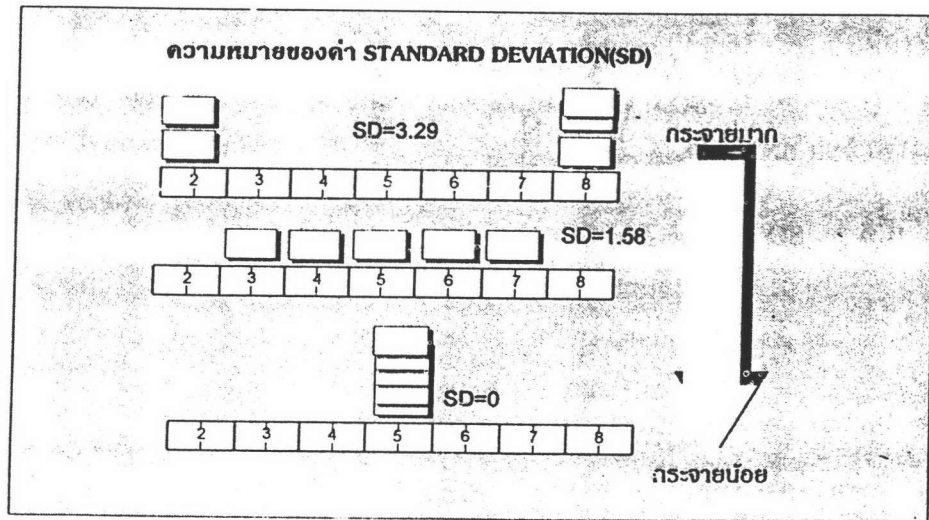 ความหมายของค่า STANDARD DEVIATION(SD)
SD=3.29
กระจายมาก
2 3 4 5 6 7 8
SD=1.58
2 3 4 5 6 7 8
SD=0
2 3 4 5 6 7 8
กระจายน้อย